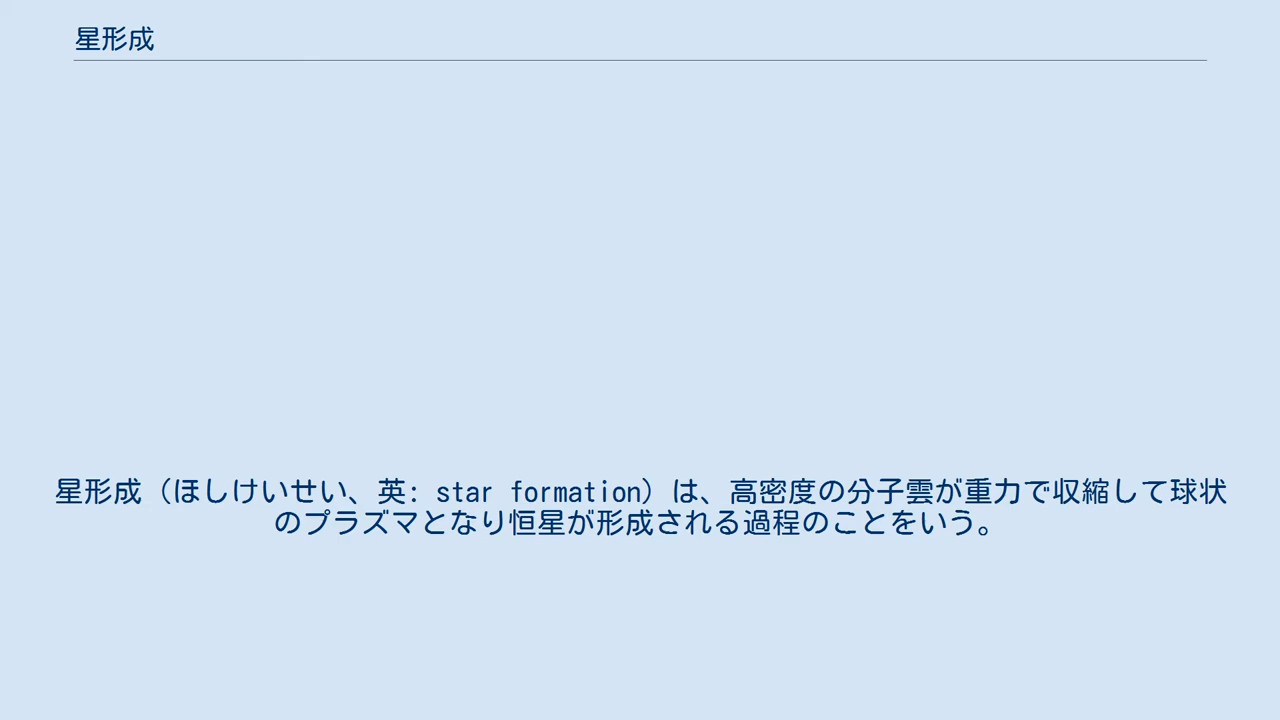 星形成
星形成（ほしけいせい、英: star formation）は、高密度の分子雲が重力で収縮して球状
のプラズマとなり恒星が形成される過程のことをいう。